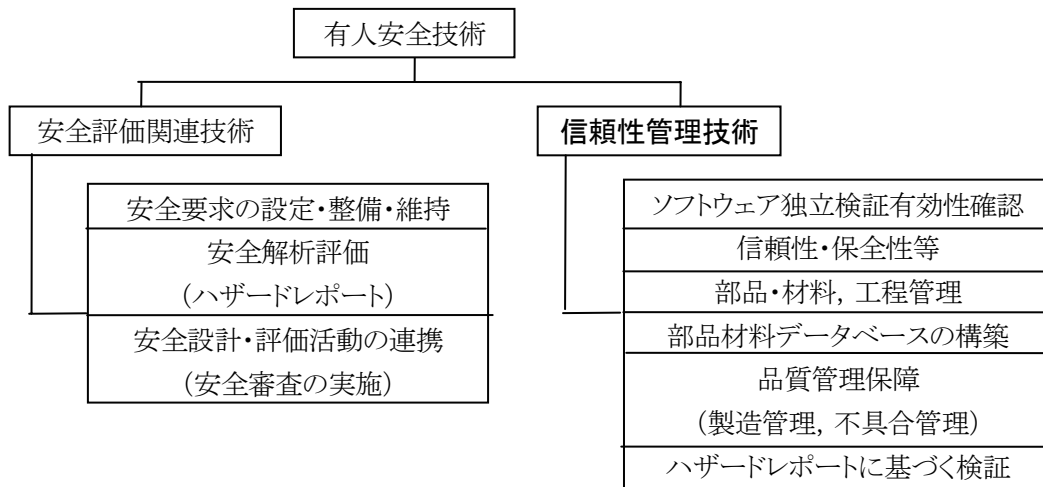 有人安全技術
安全評価関連技術
安全要求の設定・整備・維持
安全解析評価
(ハザードレポート)
安全設計・評価活動の連携
(安全審査の実施)
信頼性管理技術
ソフトウェア独立検証有効性確認
信頼性・保全性等
部品・材料, 工程管理
部品材料データベースの構築
品質管理保障
(製造管理, 不具合管理)
ハザードレポートに基づく検証